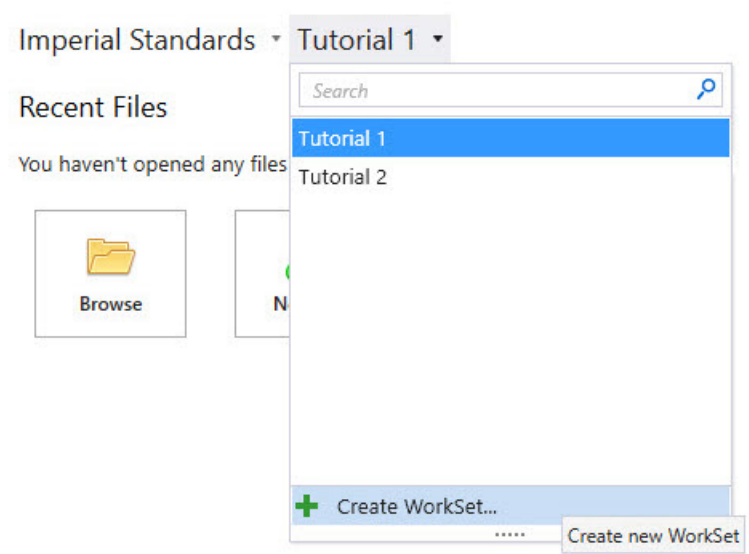 Imperial Standards Tutorial 1
Search
Recent Files
Tutorial 1
You haven't opened any files
Tutorial 2
Browse
Create WorkSet...
Create new WorkSet